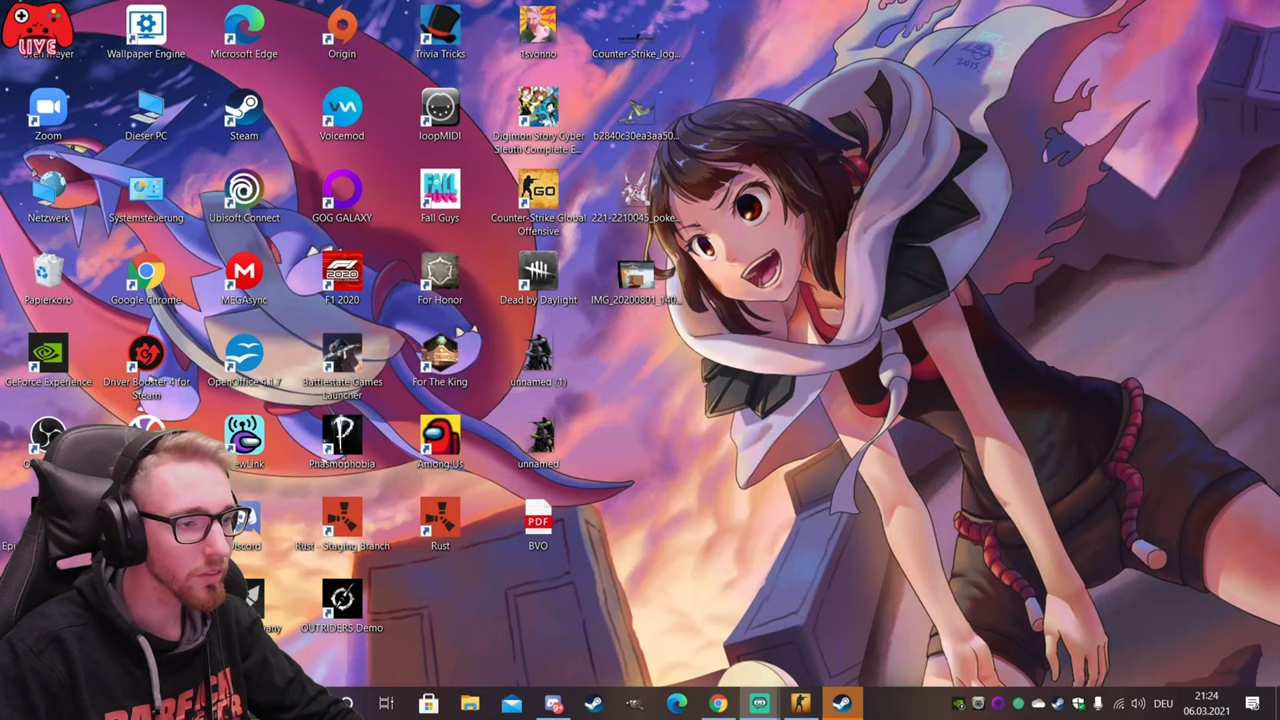 LIVE
Wallpaper Engine
Microsoft Edge
Origin
Trivia Tricks
1svonno
Counter-Strike_log...
Zoom
Dieser PC
Steam
Voicemod
loopMIDI
Digimon Story Cyber
Sleuth Complete E...
b2840c30ea3aa50...
Netzwerk
Systemsteuerung
Ubisoft Connect
GOG GALAXY
FALL
Fall Guys
GO
Counter-Strike Global
Offensive
221-2210045_poke...
Papierkorb
Google Chrome
MEGAsync
F1 2020
For Honor
Dead by Daylight
IMG_20200801_140...
GeForce Experience
Driver Booster 4 for
Steam
OpenOffice 4.1.7
Battlestate Games
Launcher
For The King
unnamed (1)
Phasmophobia
Among Us
unnamed
Rust - Staging Branch
Rust
PDF
BVO
OUTRIDERS Demo
DEU
21:24
06.03.2021